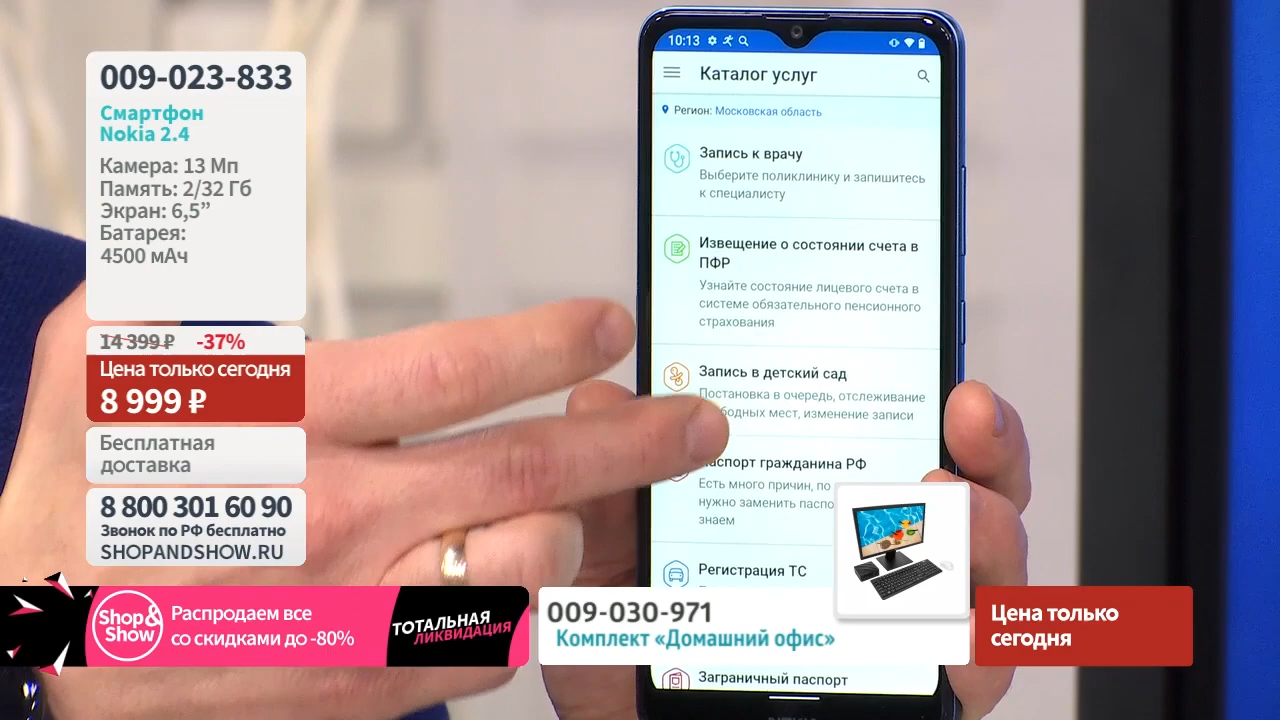 009-023-833
Смартфон
Nokia 2.4
Камера: 13 Мп
Память: 2/32 Гб
Экран: 6,5”
Батарея:
4500 мАч
14 399 ₽ -37%
Цена только сегодня
8 999 ₽
Бесплатная
доставка
8 800 301 60 90
Звонок по РФ бесплатно
SHOPANDSHOW.RU
10:13
Каталог услуг
Регион: Московская область
Запись к врачу
Выберите поликлинику и запишитесь
к специалисту
Извещение о состоянии счета в
ПФР
Узнайте состояние лицевого счета в
системе обязательного пенсионного
страхования
Запись в детский сад
Постановка в очередь, отслеживание
мест, изменение записи
гражданина РФ
Есть много причин, по
нужно заменить
знаем
Регистрация ТС
Заграничный паспорт
Shop&
Show
Распродаем все
со скидками до -80%
ТОТАЛЬНАЯ
ЛИКВИДАЦИЯ
009-030-971
Комплект «Домашний офис»
Цена только
сегодня